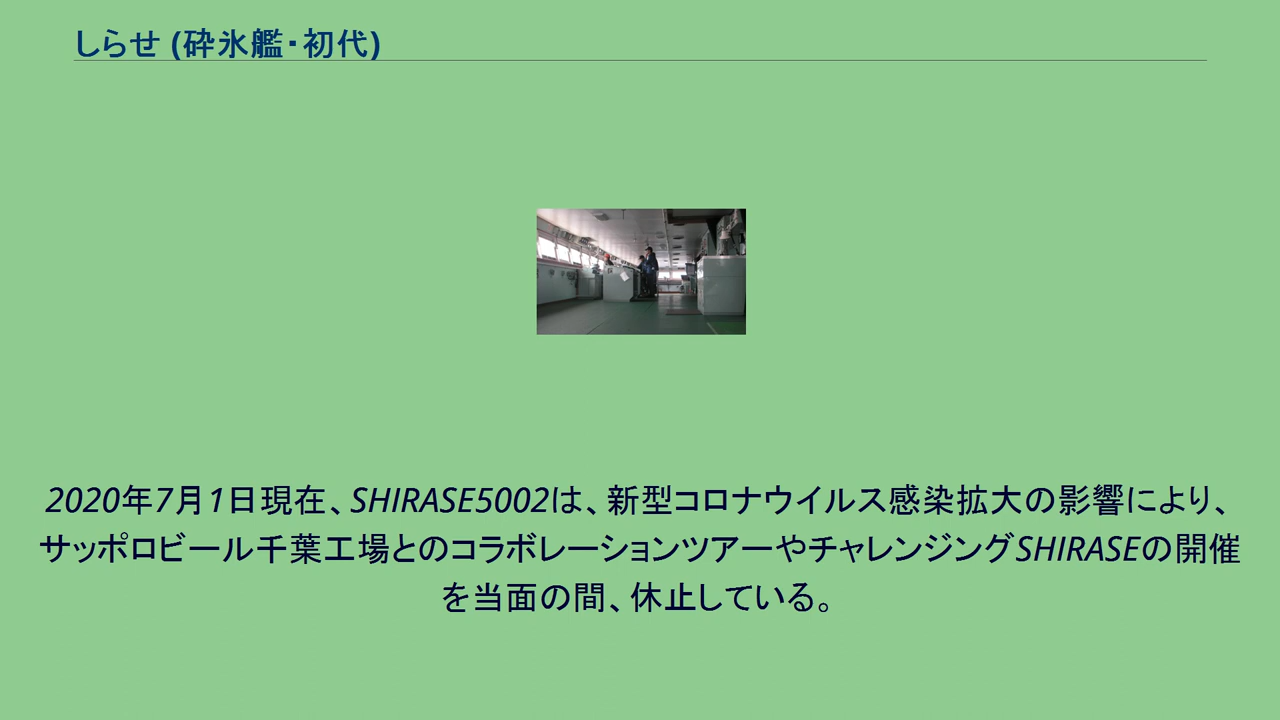 しらせ (砕氷艦・初代)
2020年7月1日現在、SHIRASE5002は、新型コロナウイルス感染拡大の影響により、
サッポロビール千葉工場とのコラボレーションツアーやチャレンジングSHIRASEの開催
を当面の間、休止している。